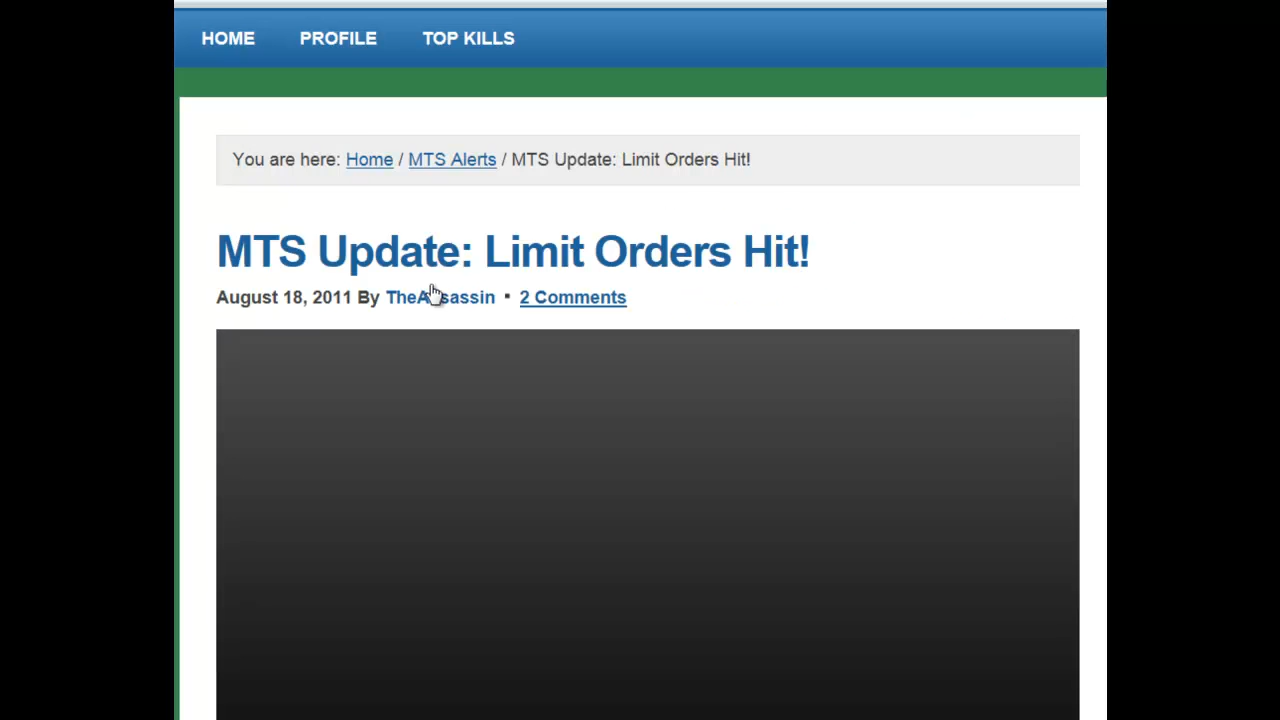 HOME PROFILE TOP KILLS
You are here: Home / MTS Alerts / MTS Update: Limit Orders Hit!
MTS Update: Limit Orders Hit!
August 18, 2011 By TheAssassin ▪ 2 Comments